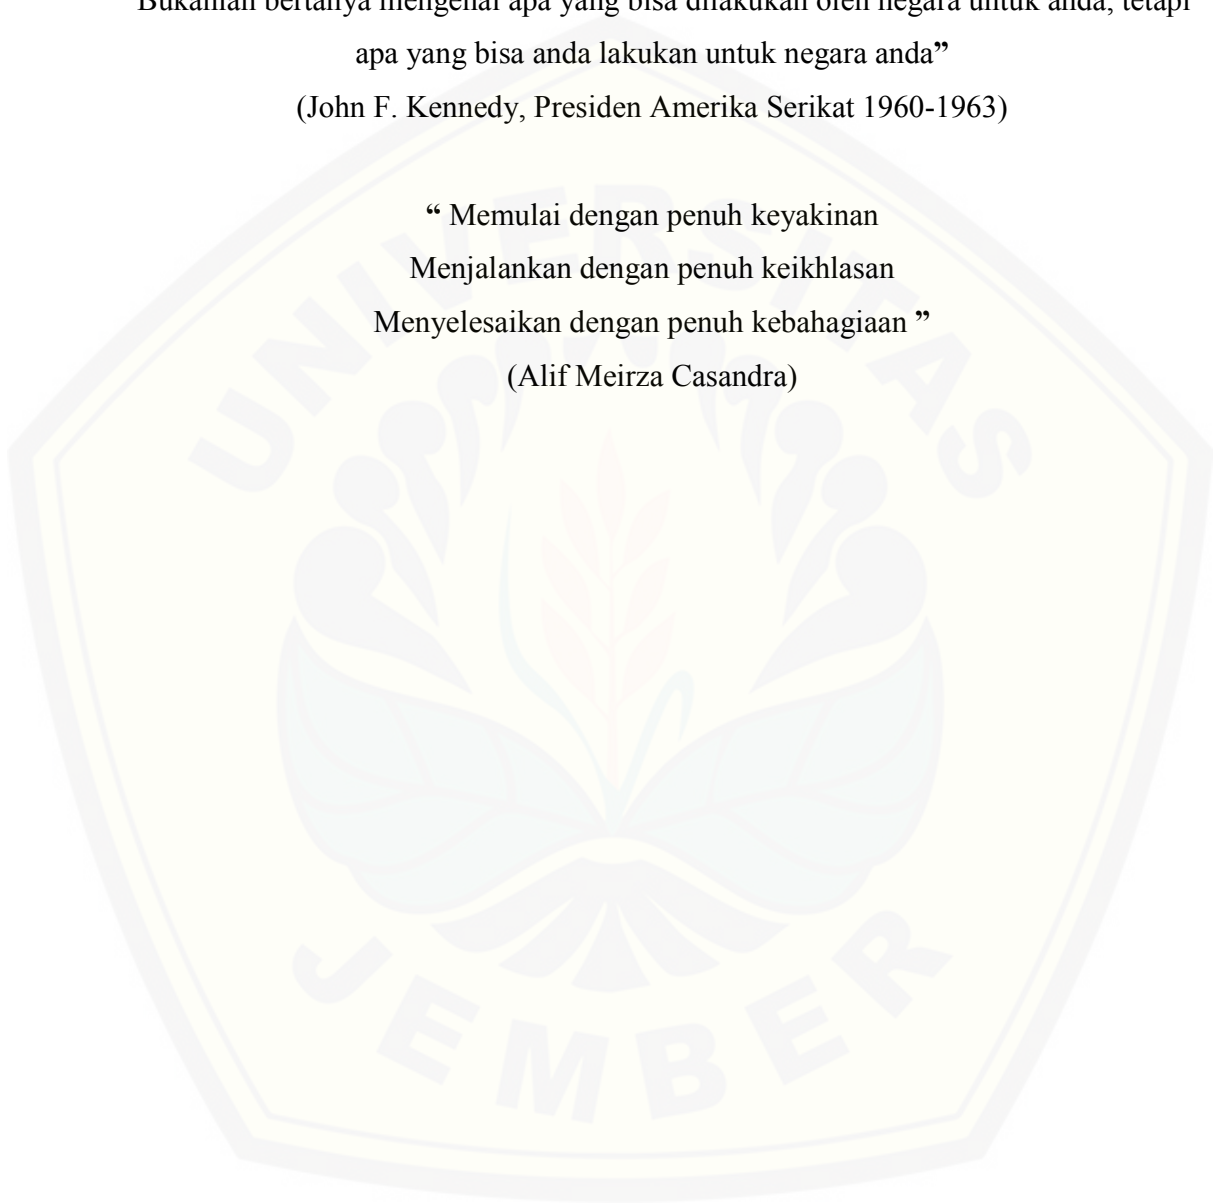 Bukanlah bertanya mengenai apa yang bisa dilakukan oleh negara untuk anda, tetapi
apa yang bisa anda lakukan untuk negara anda”
(John F. Kennedy, Presiden Amerika Serikat 1960-1963)
“ Memulai dengan penuh keyakinan
Menjalankan dengan penuh keikhlasan
Menyelesaikan dengan penuh kebahagiaan ”
(Alif Meirza Casandra)
UNIVERSITAS
JEMBER